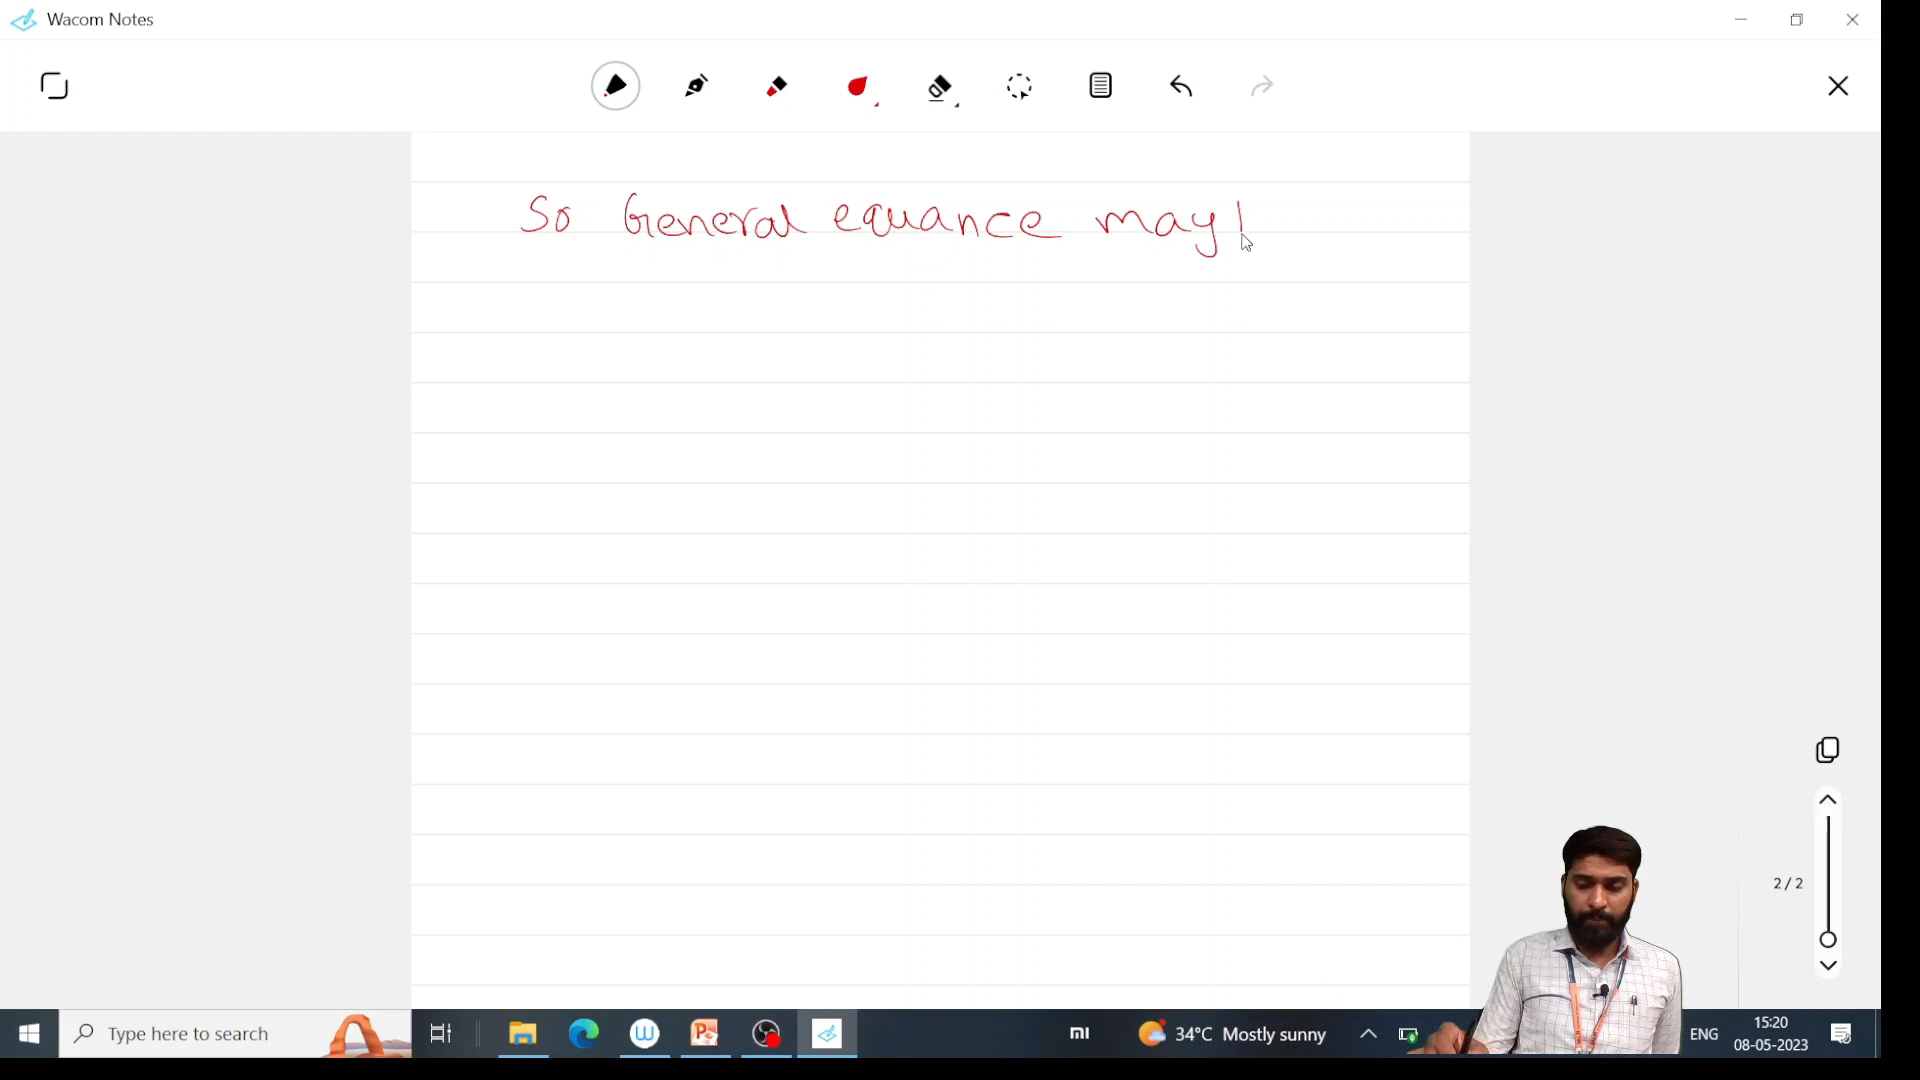 Wacom Notes
So General equance may
2 / 2
Type here to search
34°C Mostly sunny
ENG
15:20
08-05-2023